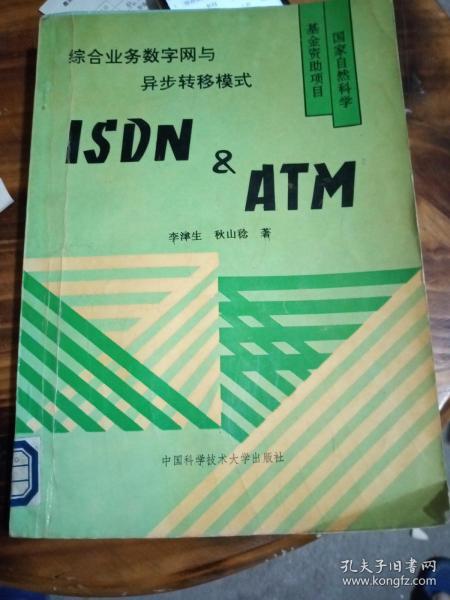 国家自然科学
基金资助项目
综合业务数字网与
异步转移模式
ISDN
&
ATM
李津生 秋山稔 著
中国科学技术大学出版社
孔夫子旧书网
www.kongfz.com